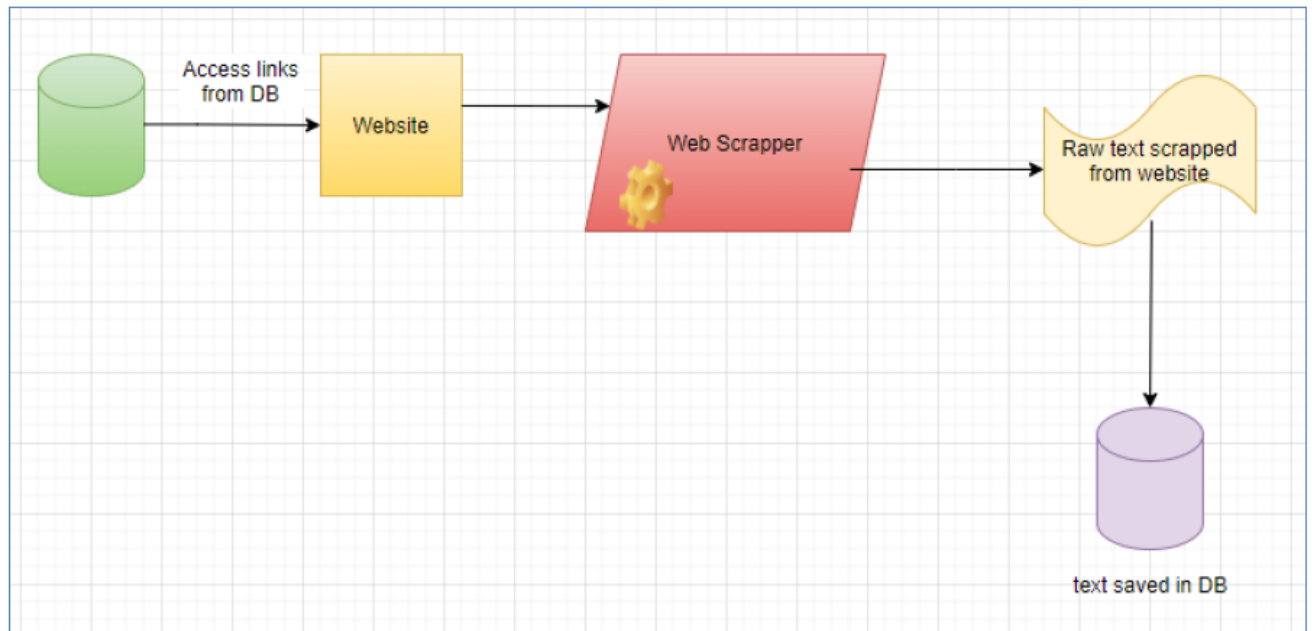 Access links
from DB
Website
Web Scrapper
Raw text scrapped
from website
text saved in DB